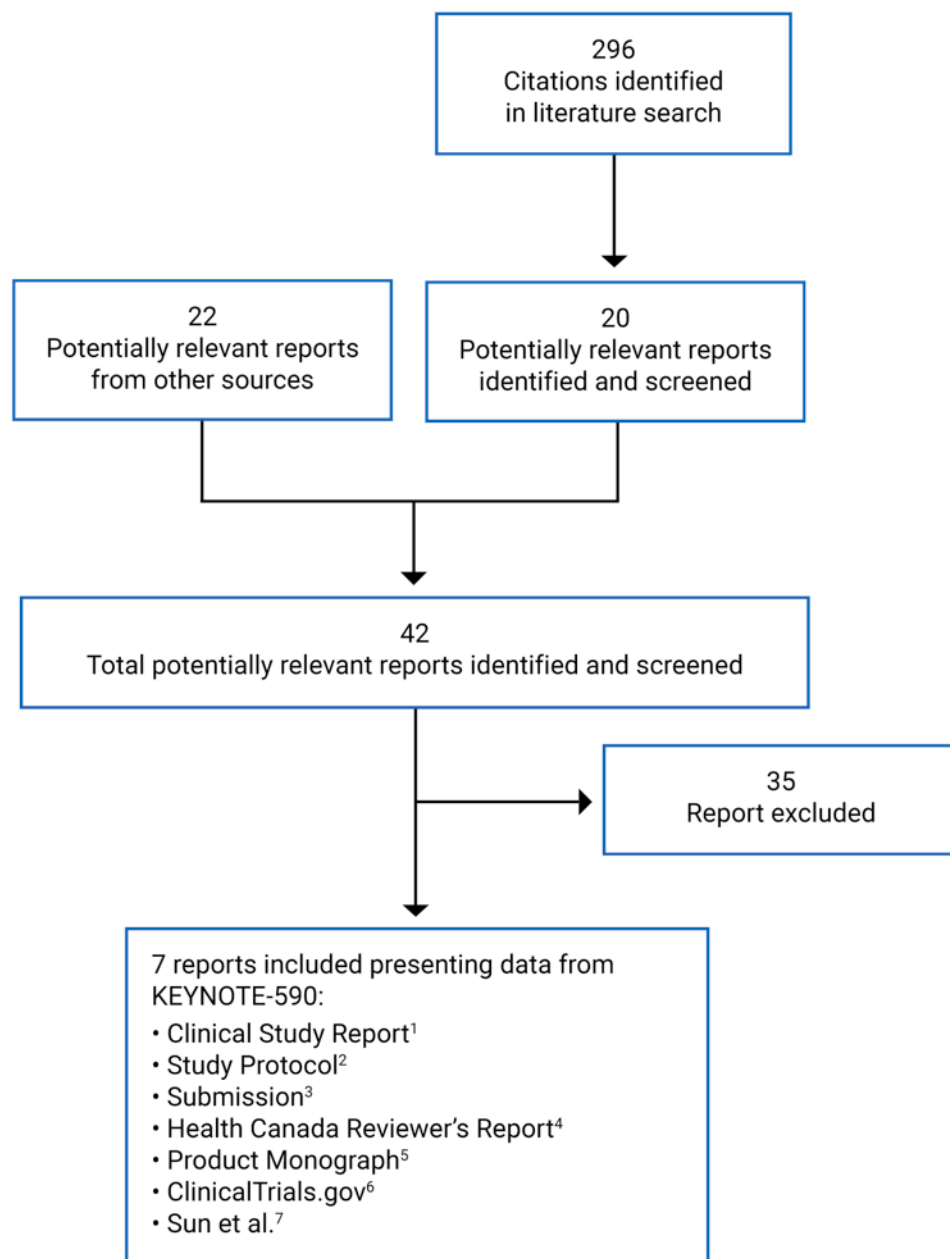 296
Citations identified
in literature search
22
Potentially relevant reports
from other sources
20
Potentially relevant reports
identified and screened
42
Total potentially relevant reports identified and screened
35
Report excluded
7 reports included presenting data from
KEYNOTE-590:
• Clinical Study Report¹
• Study Protocol²
• Submission³
• Health Canada Reviewer’s Report⁴
• Product Monograph⁵
• ClinicalTrials.gov⁶
• Sun et al.⁷